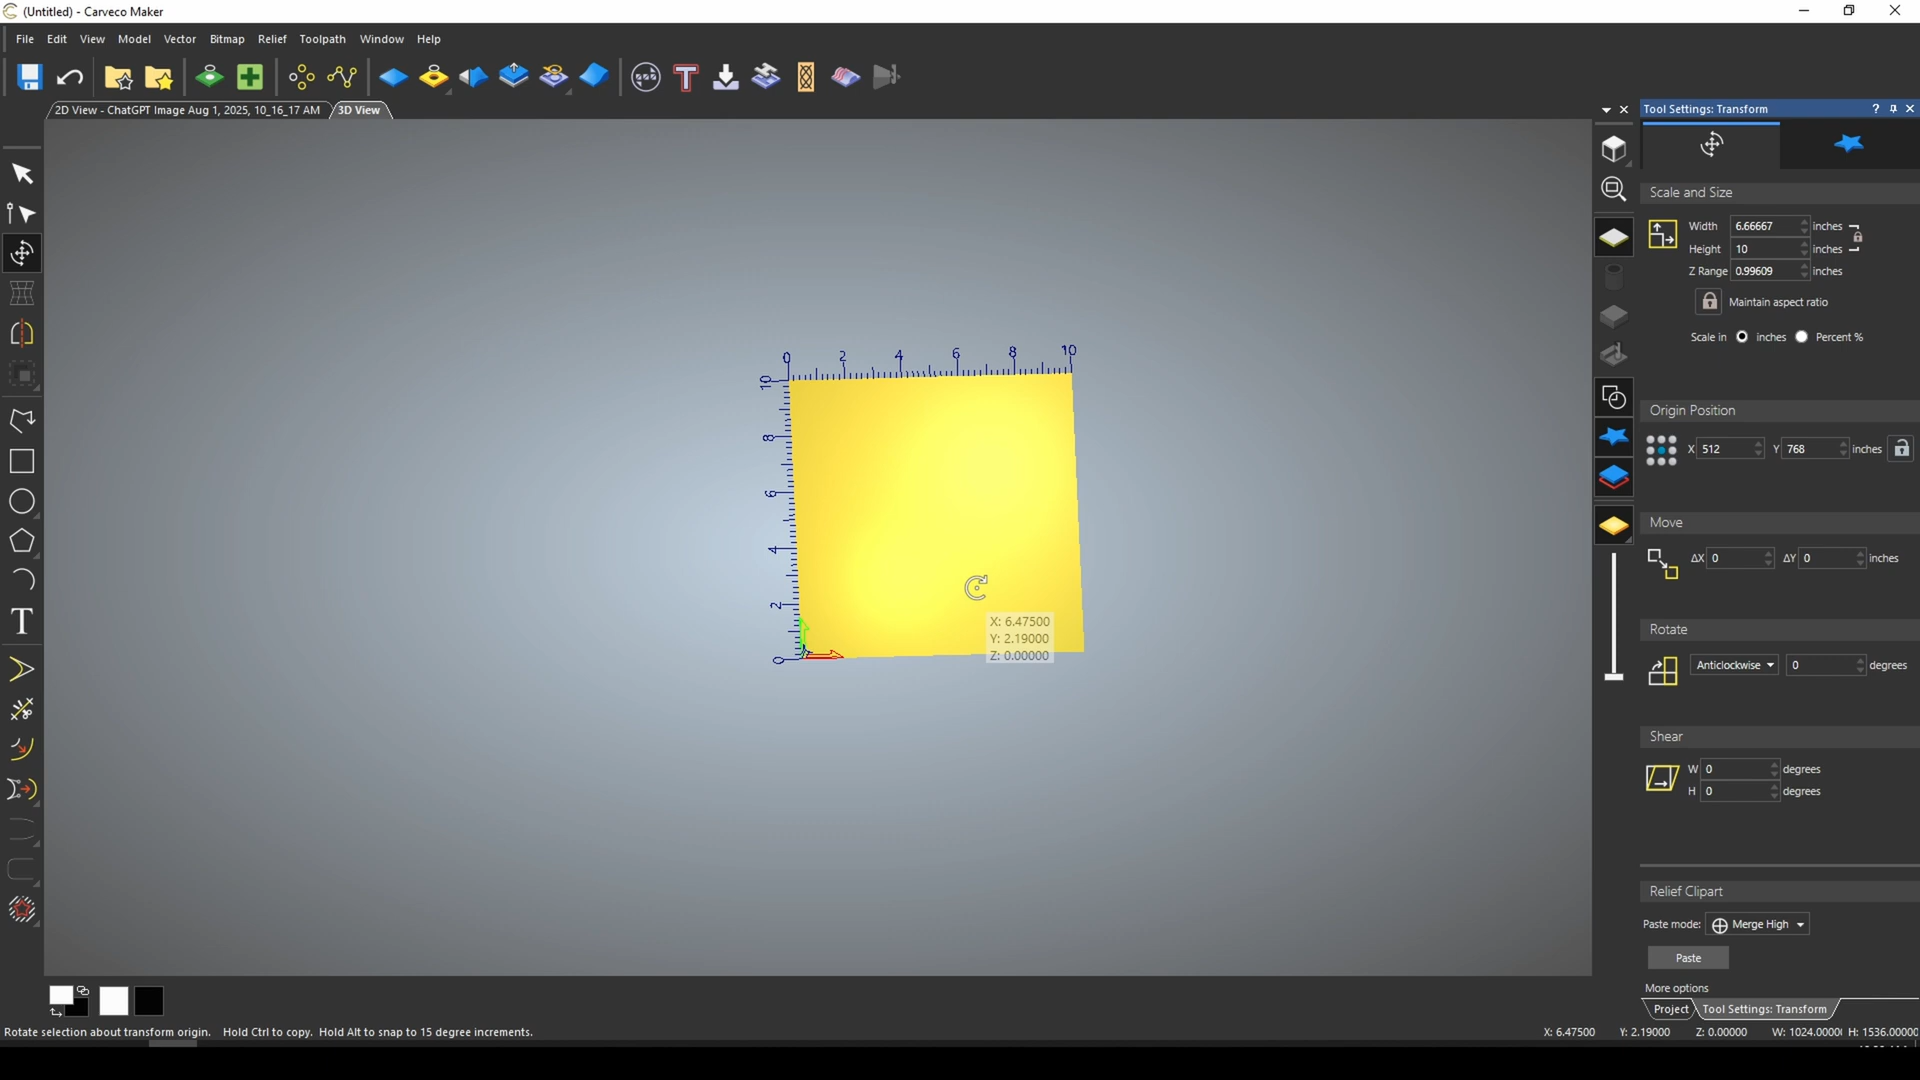 (Untitled) - Carveco Maker
File Edit View Model Vector Bitmap Relief Toolpath Window Help
2D View - ChatGPT Image Aug 1, 2025, 10_16_17 AM 3D View
Tool Settings: Transform ?
Scale and Size
Width 6.66667 inches
Height 10 inches
Z Range 0.99609 inches
Maintain aspect ratio
Scale in inches Percent %
Origin Position
X 512 Y 768 inches
Move
ΔX 0 ΔY 0 inches
Rotate
Anticlockwise 0 degrees
Shear
W 0 degrees
H 0 degrees
Relief Clipart
Paste mode: Merge High
Paste
More options
Project Tool Settings: Transform
0 2 4 6 8 10
10
8
6
4
2
0
X: 6.47500
Y: 2.19000
Z: 0.00000
T
Rotate selection about transform origin. Hold Ctrl to copy. Hold Alt to snap to 15 degree increments.
X: 6.47500 Y: 2.19000 Z: 0.00000 W: 1024.0000 H: 1536.00000